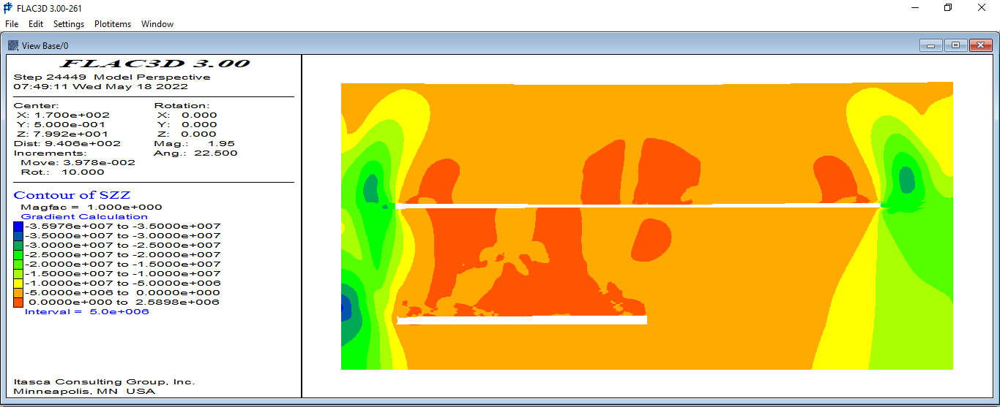 FLAC3D 3.00-261
File Edit Settings Plotitems Window
View Base/0
FLAC3D 3.00
Step 24449 Model Perspective
07:49:11 Wed May 18 2022
Center: Rotation:
X: 1.700e+002 X: 0.000
Y: 5.000e-001 Y: 0.000
Z: 7.992e+001 Z: 0.000
Dist: 9.406e+002 Mag.: 1.95
Increments: Ang.: 22.500
Move: 3.978e-002
Rot.: 10.000
Contour of SZZ
Magfac = 1.000e+000
Gradient Calculation
-3.5976e+007 to -3.5000e+007
-3.5000e+007 to -3.0000e+007
-3.0000e+007 to -2.5000e+007
-2.5000e+007 to -2.0000e+007
-2.0000e+007 to -1.5000e+007
-1.5000e+007 to -1.0000e+007
-1.0000e+007 to -5.0000e+006
-5.0000e+006 to 0.0000e+000
0.0000e+000 to 2.5898e+006
Interval = 5.0e+006
Itasca Consulting Group, Inc.
Minneapolis, MN USA